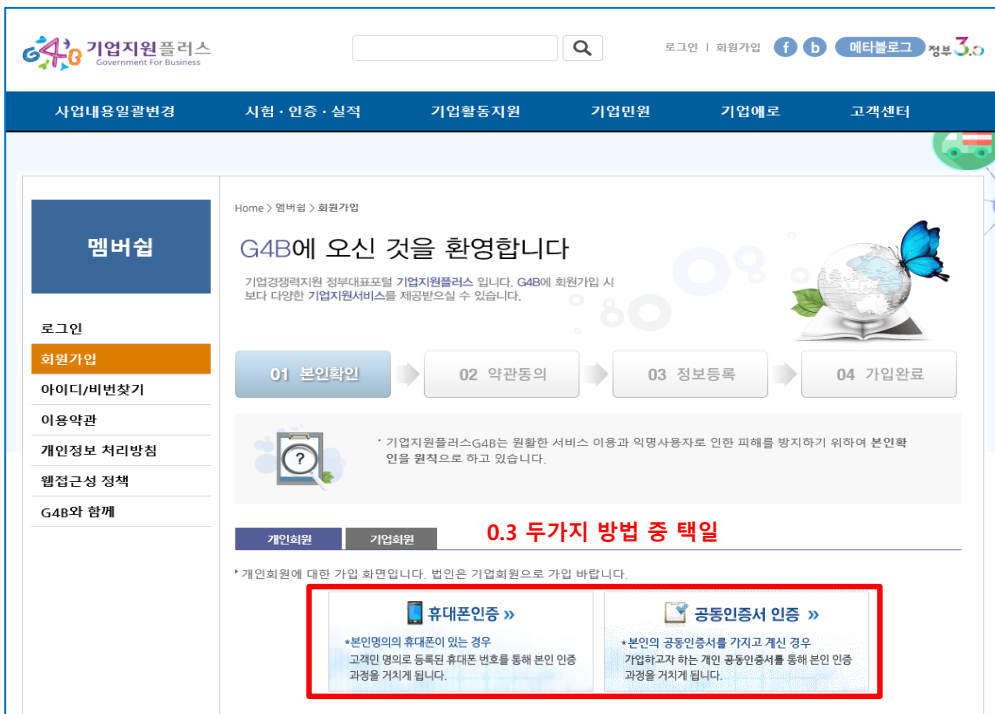 G4B 기업지원플러스
Government For Business
로그인 | 회원가입 f b 메타블로그 정부3.0
사업내용일괄변경 시험·인증·실적 기업활동지원 기업민원 기업애로 고객센터
멤버쉽
로그인
회원가입
아이디/비번찾기
이용약관
개인정보 처리방침
웹접근성 정책
G4B와 함께
Home > 멤버쉽 > 회원가입
G4B에 오신 것을 환영합니다
기업경쟁력지원 정부대표포털 기업지원플러스 입니다. G4B에 회원가입 시
보다 다양한 기업지원서비스를 제공받으실 수 있습니다.
01 본인확인 02 약관동의 03 정보등록 04 가입완료
· 기업지원플러스G4B는 원활한 서비스 이용과 익명사용자로 인한 피해를 방지하기 위하여 본인확
인을 원칙으로 하고 있습니다.
개인회원 기업회원 0.3 두가지 방법 중 택일
개인회원에 대한 가입 화면입니다. 법인은 기업회원으로 가입 바랍니다.
휴대폰인증 »
*본인명의의 휴대폰이 있는 경우
고객민 명의로 등록된 휴대폰 번호를 통해 본인 인증
과정을 거치게 됩니다.
공동인증서 인증 »
*본인의 공동인증서를 가지고 계신 경우
가입하고자 하는 개인 공동인증서를 통해 본인 인증
과정을 거치게 됩니다.